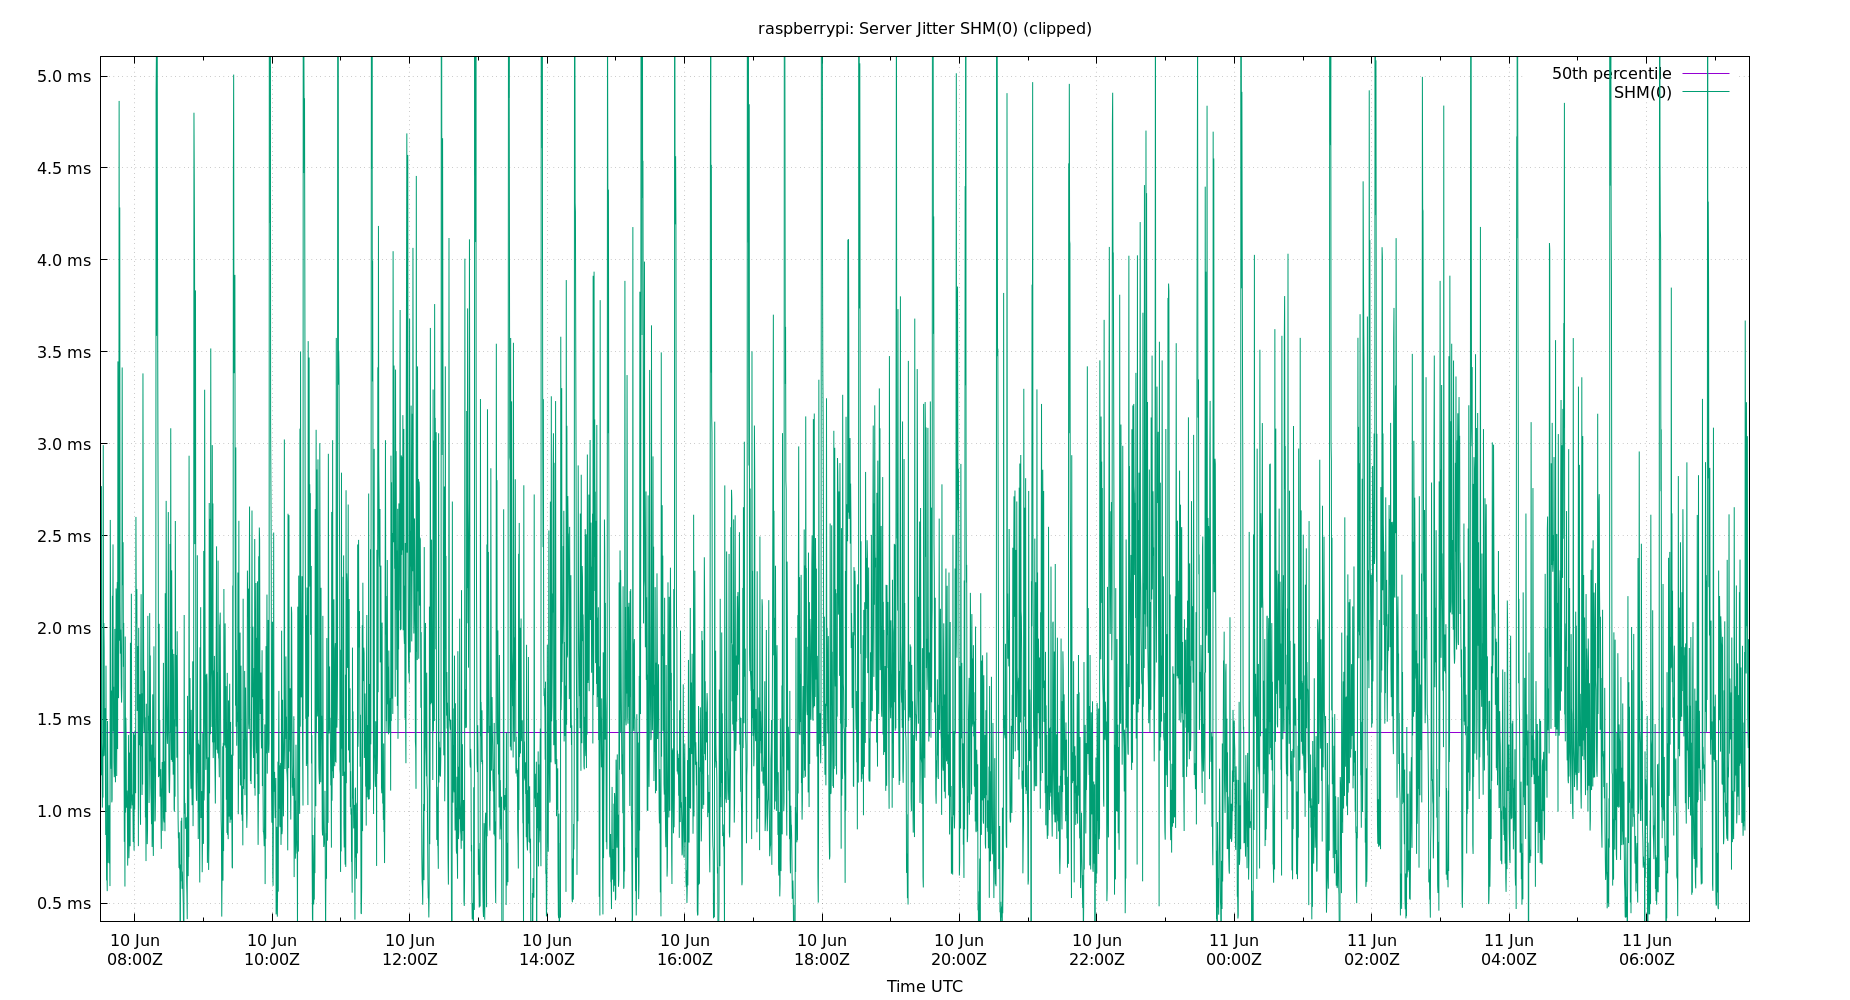 raspberrypi: Server Jitter SHM(0) (clipped)
5.0 ms
4.5 ms
4.0 ms
3.5 ms
3.0 ms
2.5 ms
2.0 ms
1.5 ms
1.0 ms
0.5 ms
50th percentile
SHM(0)
10 Jun 10 Jun 10 Jun 10 Jun 10 Jun 10 Jun 10 Jun 10 Jun 11 Jun 11 Jun 11 Jun 11 Jun
08:00Z 10:00Z 12:00Z 14:00Z 16:00Z 18:00Z 20:00Z 22:00Z 00:00Z 02:00Z 04:00Z 06:00Z
Time UTC